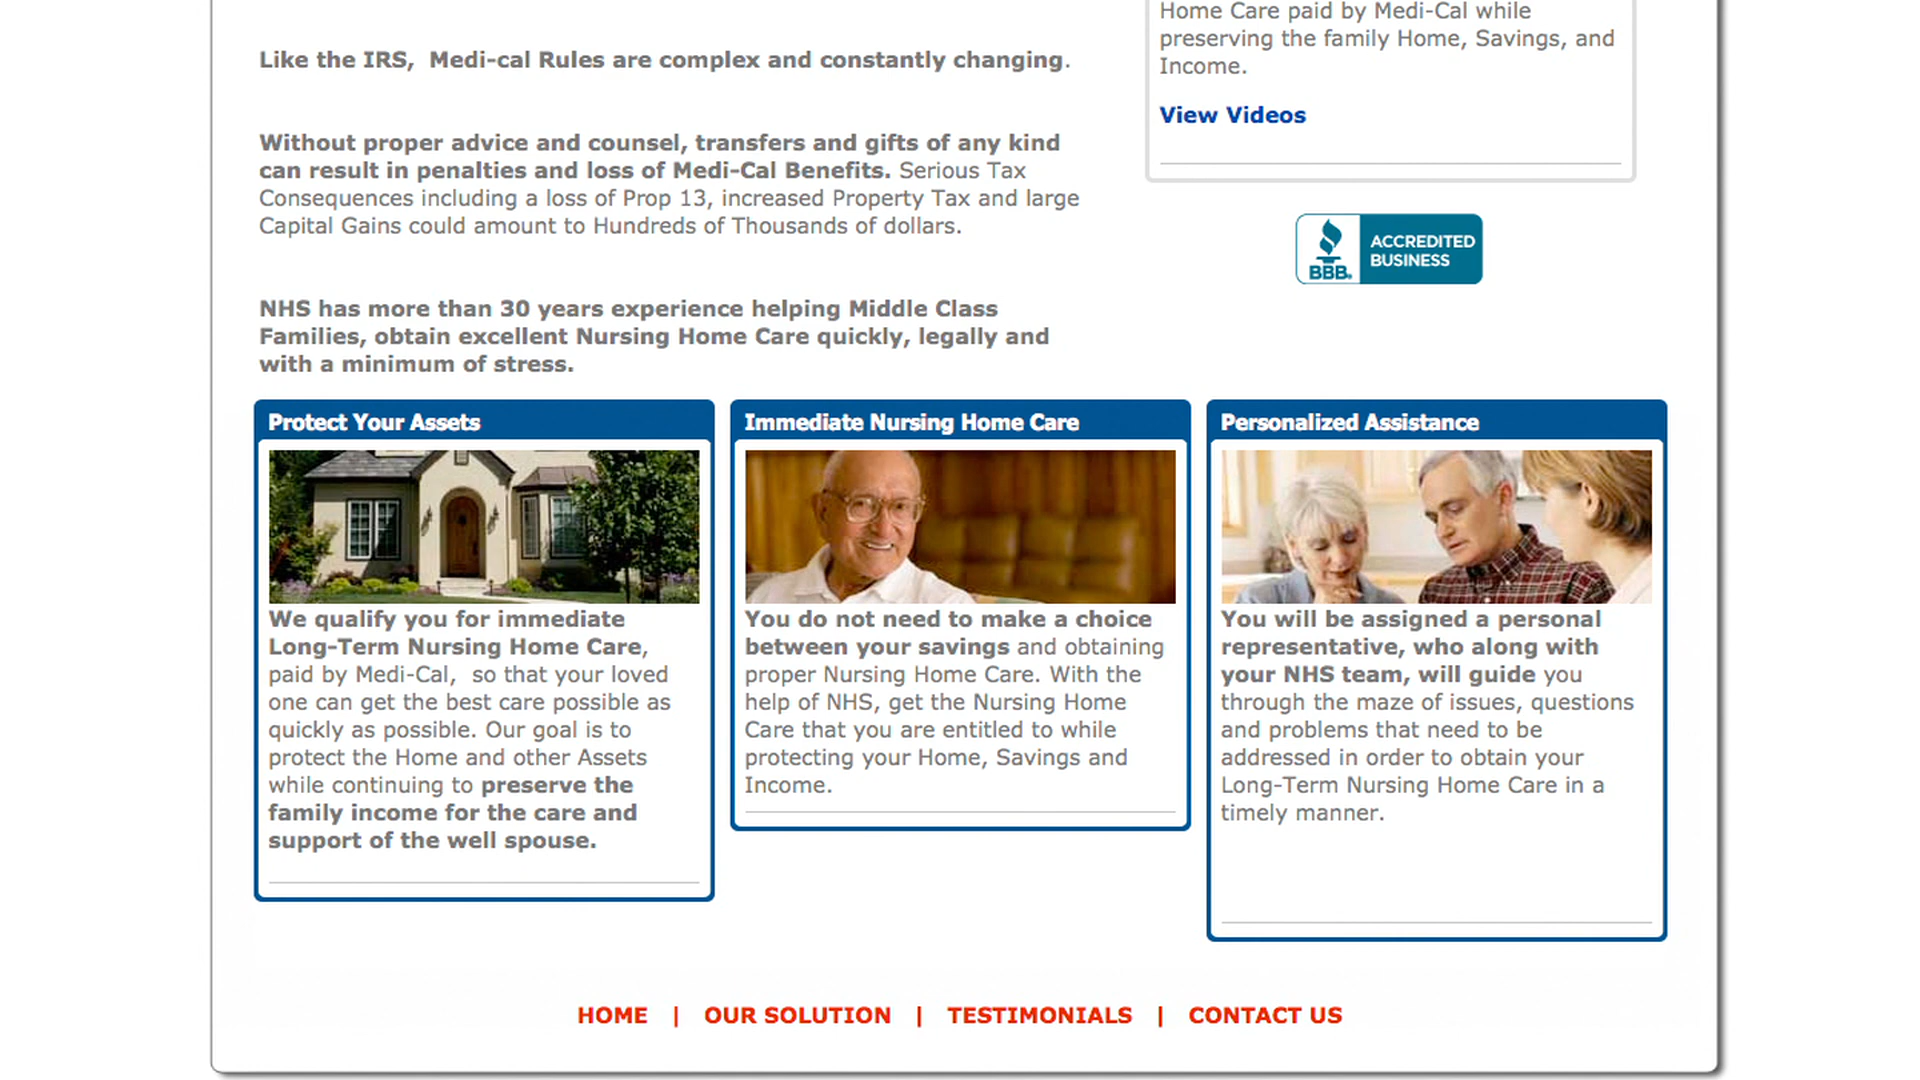 Home Care paid by Medi-Cal while
preserving the family Home, Savings, and
Income.
View Videos
ACCREDITED
BUSINESS
BBB.
Like the IRS,  Medi-cal Rules are complex and constantly changing.
Without proper advice and counsel, transfers and gifts of any kind
can result in penalties and loss of Medi-Cal Benefits. Serious Tax
Consequences including a loss of Prop 13, increased Property Tax and large
Capital Gains could amount to Hundreds of Thousands of dollars.
NHS has more than 30 years experience helping Middle Class
Families, obtain excellent Nursing Home Care quickly, legally and
with a minimum of stress.
Protect Your Assets
We qualify you for immediate
Long-Term Nursing Home Care,
paid by Medi-Cal,  so that your loved
one can get the best care possible as
quickly as possible. Our goal is to
protect the Home and other Assets
while continuing to preserve the
family income for the care and
support of the well spouse.
Immediate Nursing Home Care
You do not need to make a choice
between your savings and obtaining
proper Nursing Home Care. With the
help of NHS, get the Nursing Home
Care that you are entitled to while
protecting your Home, Savings and
Income.
Personalized Assistance
You will be assigned a personal
representative, who along with
your NHS team, will guide you
through the maze of issues, questions
and problems that need to be
addressed in order to obtain your
Long-Term Nursing Home Care in a
timely manner.
HOME | OUR SOLUTION | TESTIMONIALS | CONTACT US